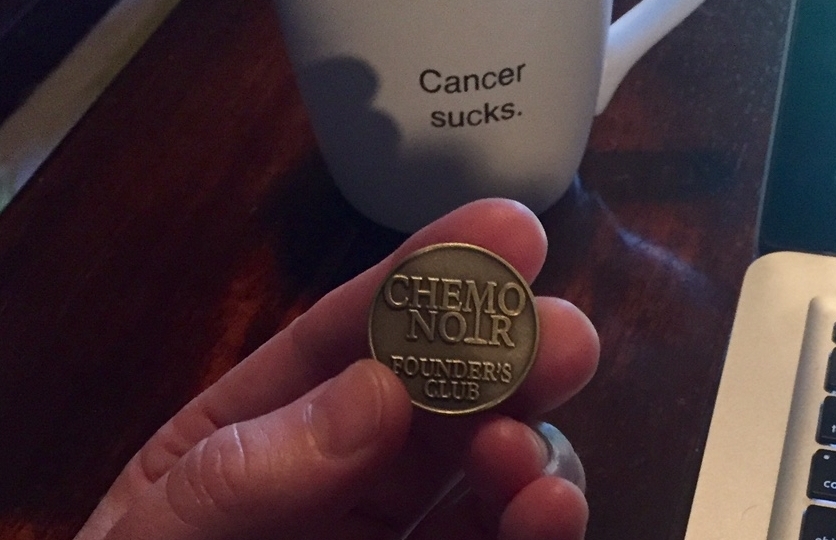 Cancer
sucks.
CHEMO
NOIR
FOUNDER'S
CLUB